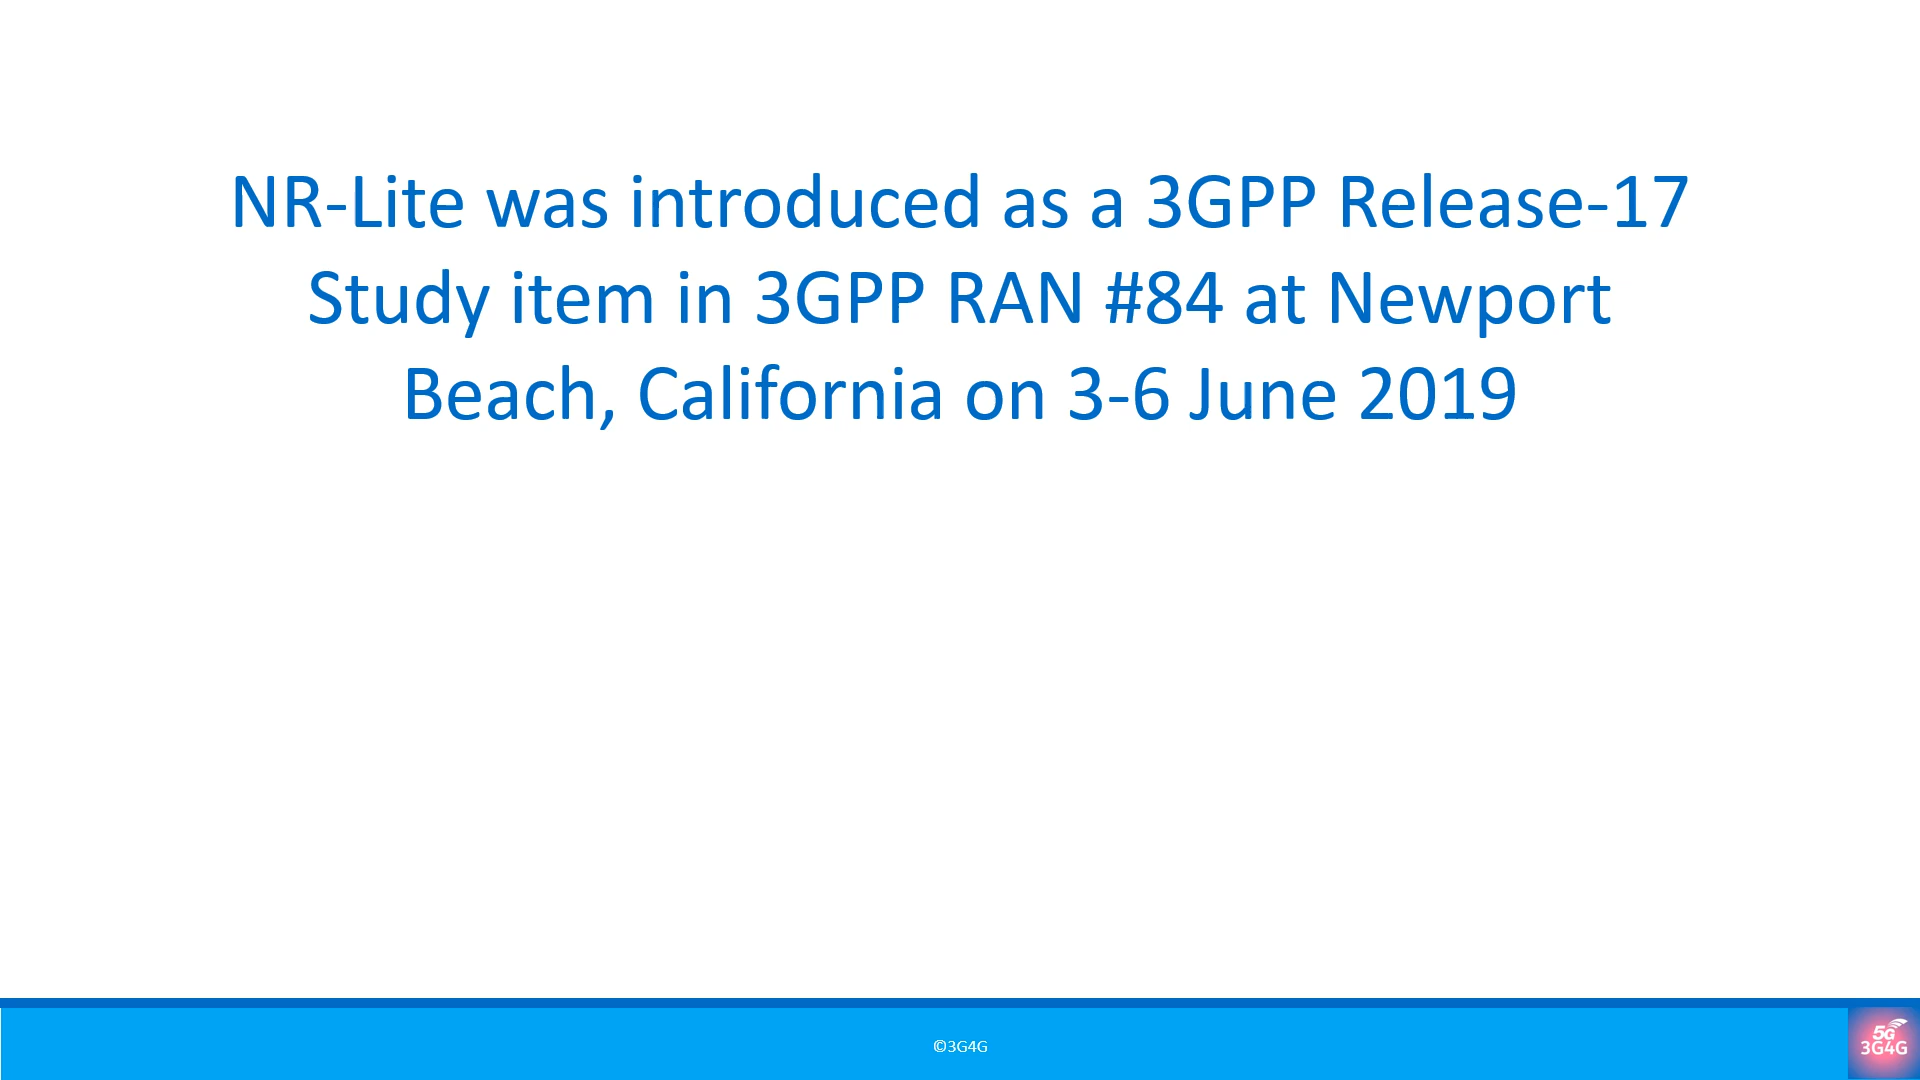 NR-Lite was introduced as a 3GPP Release-17
Study item in 3GPP RAN #84 at Newport
Beach, California on 3-6 June 2019
©3G4G
5G
3G4G